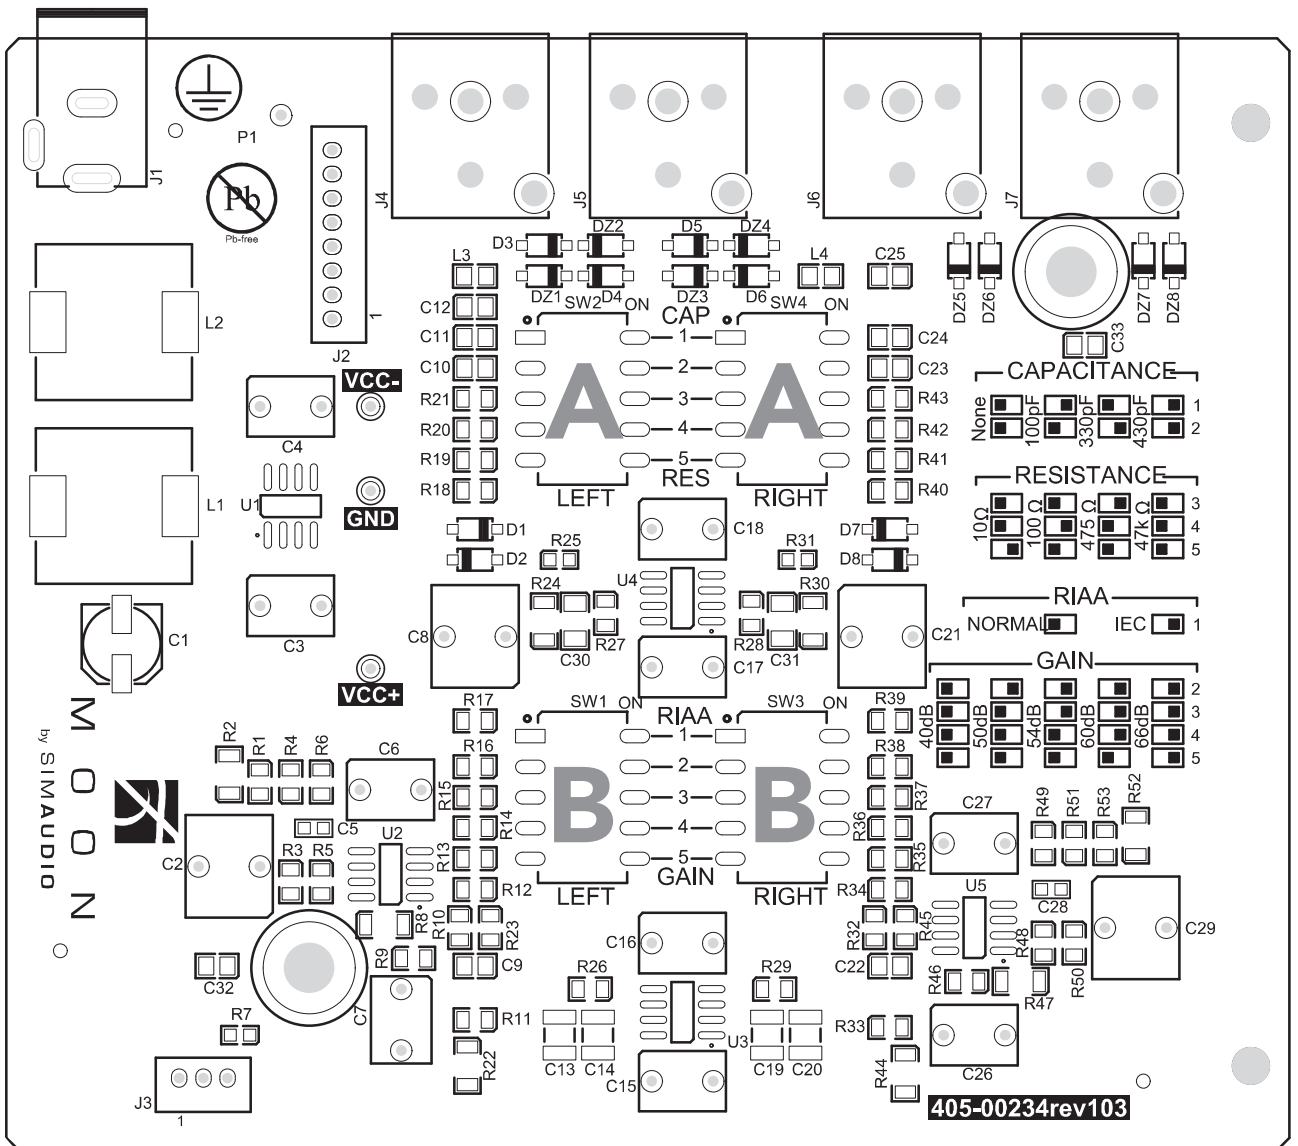 P1
J1
J4
J5
J6
J7
Pb
Pb-free
DZ2
D5
DZ4
D3
L3
L4
C25
DZ1
D4
DZ3
D6
DZ5
DZ6
DZ7
DZ8
SW2
ON
SW4
ON
CAP
C12
L2
1
J2
C11
1
C24
C33
C10
2
C23
VCC-
R21
A
3
A
R43
R20
4
R42
C4
R19
5
R41
RES
R18
LEFT
RIGHT
R40
CAPACITANCE
None
100pF
330pF
430pF
1
2
RESISTANCE
10Ω
100Ω
475Ω
47kΩ
3
4
5
L1
U1
GND
D1
C18
D7
D2
R25
R31
D8
R24
U4
R30
C1
C3
C8
R27
R28
C21
C30
C17
C31
RIAA
NORMAL
IEC
1
GAIN
2
3
4
5
40dB
50dB
54dB
60dB
66dB
VCC+
R17
SW1
ON
RIAA
SW3
ON
R39
1
MOON
by SIMAUDIO
R2
R1
R4
R6
C6
R16
2
R38
R15
B
3
B
R37
R14
4
R36
C5
U2
R13
5
R35
GAIN
C2
R3
R5
R12
LEFT
RIGHT
R34
C27
R49
R51
R53
R52
U5
C28
C29
R8
R10
R23
C16
R32
R45
R48
R9
C9
C22
R46
R47
R50
C32
R26
R29
C7
R7
R11
U3
R33
R22
C13
C14
C15
C19
C20
R44
C26
J3
1
405-00234rev103